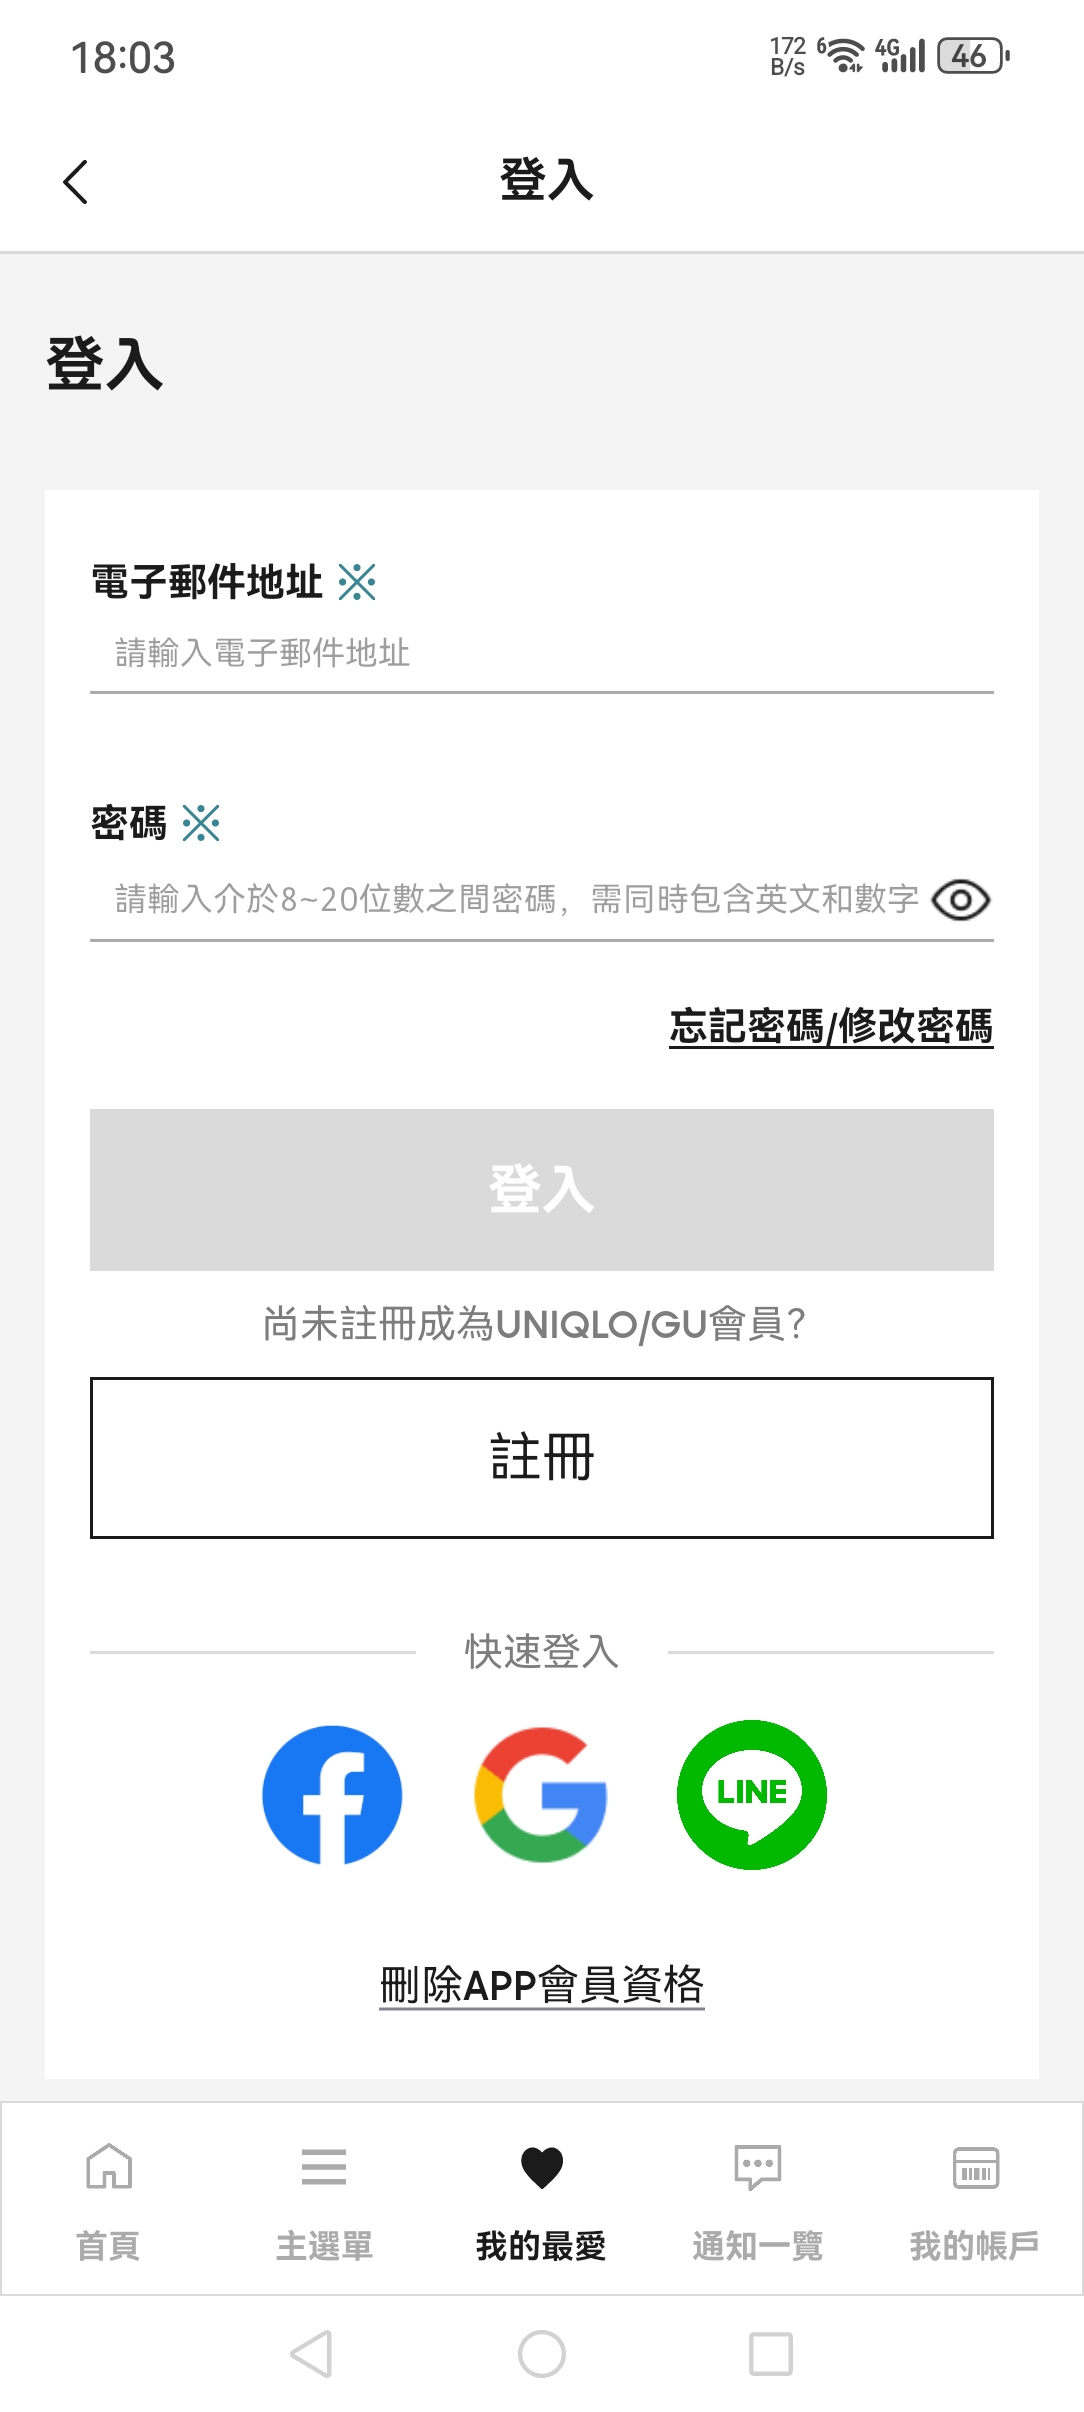 18:03
172 B/s 6 4G 46
登入
登入
電子郵件地址 ※
請輸入電子郵件地址
密碼 ※
請輸入介於8~20位數之間密碼，需同時包含英文和數字
忘記密碼/修改密碼
登入
尚未註冊成為UNIQLO/GU會員?
註冊
快速登入
LINE
刪除APP會員資格
首頁 主選單 我的最愛 通知一覽 我的帳戶